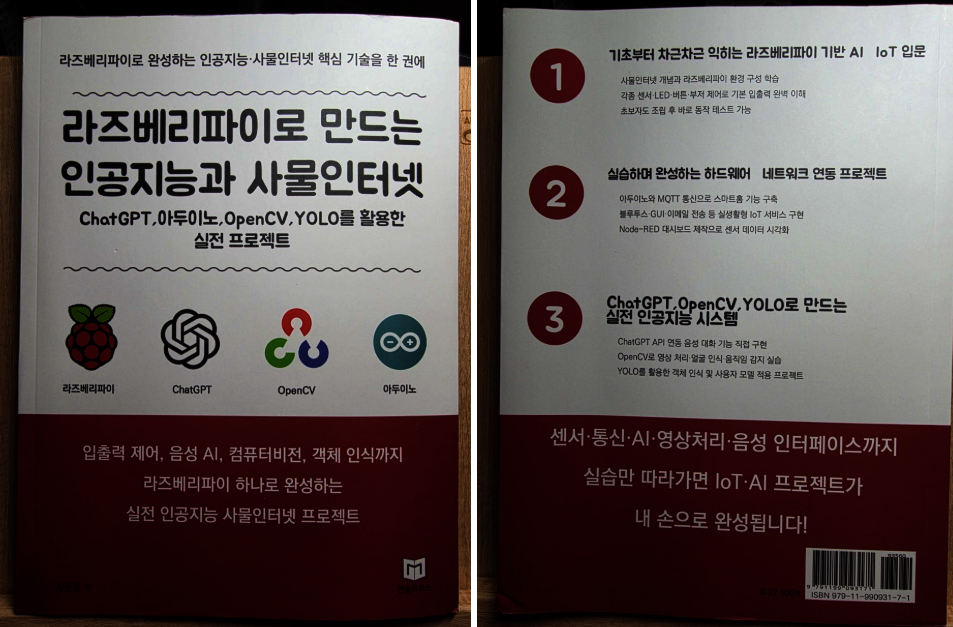 라즈베리파이로 완성하는 인공지능·사물인터넷 핵심 기술을 한 권에
라즈베리파이로 만드는
인공지능과 사물인터넷
ChatGPT,아두이노,OpenCV,YOLO를 활용한
실전 프로젝트
라즈베리파이
ChatGPT
OpenCV
아두이노
입출력 제어, 음성 AI, 컴퓨터비전, 객체 인식까지
라즈베리파이 하나로 완성하는
실전 인공지능 사물인터넷 프로젝트
1
기초부터 차근차근 익히는 라즈베리파이 기반 AI IoT 입문
사물인터넷 개념과 라즈베리파이 환경 구성 학습
각종 센서·LED·버튼·부저 제어로 기본 입출력 완벽 이해
초보자도 조립 후 바로 동작 테스트 가능
2
실습하며 완성하는 하드웨어 네트워크 연동 프로젝트
아두이노와 MQTT 통신으로 스마트홈 기능 구축
블루투스·GUI·이메일 전송 등 실생활형 IoT 서비스 구현
Node-RED 대시보드 제작으로 센서 데이터 시각화
3
ChatGPT,OpenCV,YOLO로 만드는
실전 인공지능 시스템
ChatGPT API 연동 음성 대화 기능 직접 구현
OpenCV로 영상 처리·얼굴 인식·움직임 감지 실습
YOLO를 활용한 객체 인식 및 사용자 모델 적용 프로젝트
센서·통신·AI·영상처리·음성 인터페이스까지
실습만 따라가면 IoT·AI 프로젝트가
내 손으로 완성됩니다!
ISBN 979-11-990931-7-1